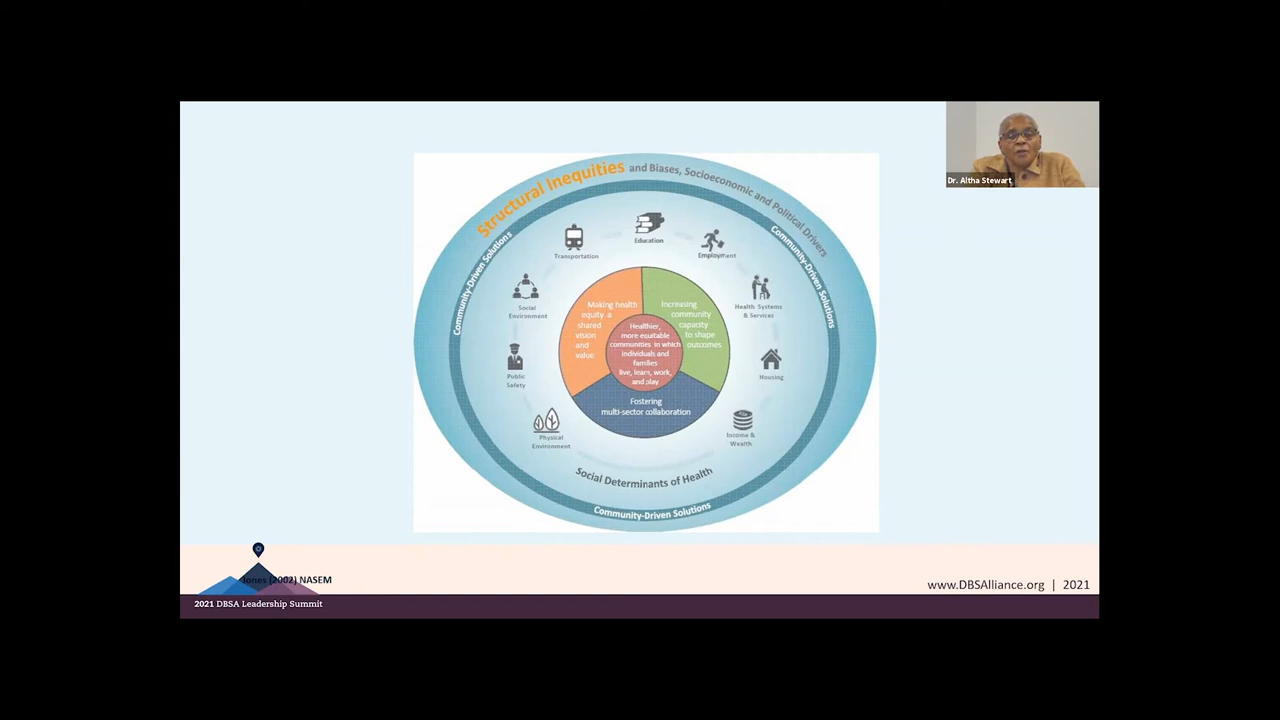 Dr. Altha Stewart
Structural Inequities and Biases, Socioeconomic and Political Drivers
Community-Driven Solutions
Community-Driven Solutions
Education
Transportation
Employment
Social
Environment
Health Systems
& Services
Public
Safety
Housing
Physical
Environment
Income &
Wealth
Making health
equity a
shared
vision
and
value
Increasing
community
capacity
to shape
outcomes
Healthier,
more equitable
communities in which
individuals and
families
live, learn, work,
and play
Fostering
multi-sector collaboration
Social Determinants of Health
Community-Driven Solutions
Jones (2002) NASEM
www.DBSAlliance.org | 2021
2021 DBSA Leadership Summit